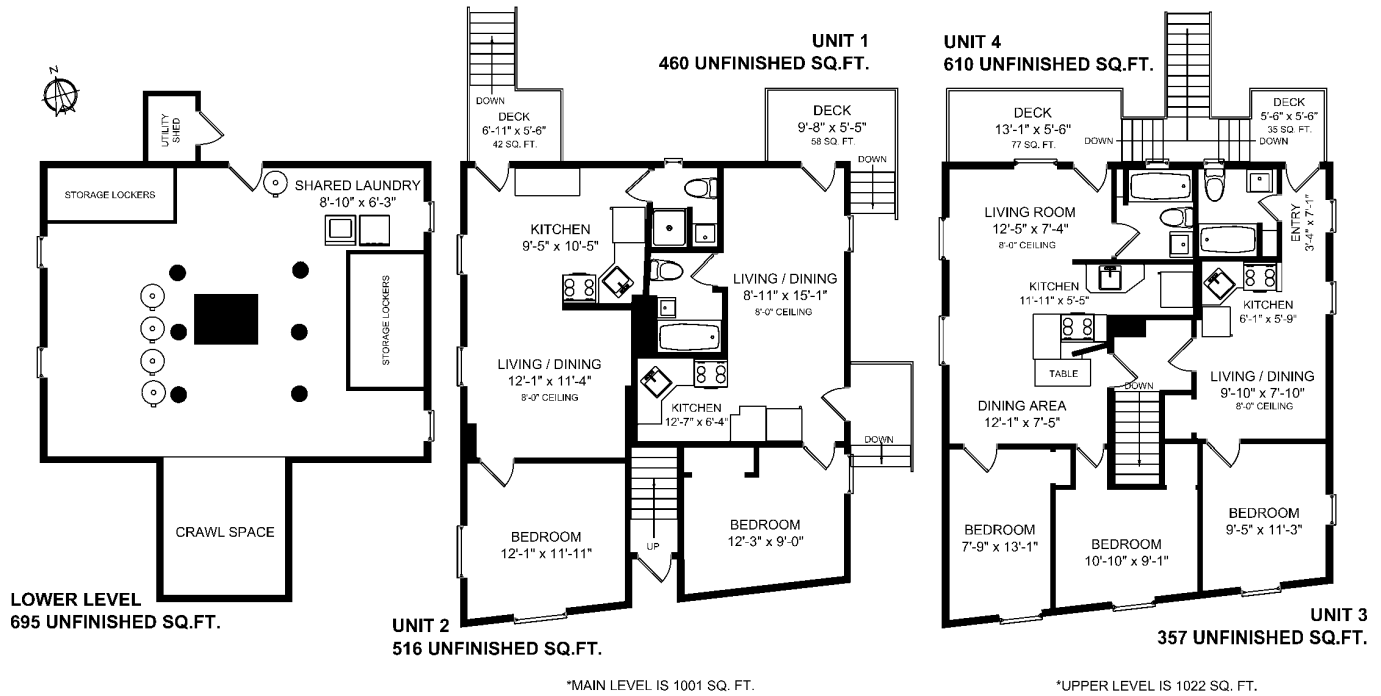 N
UTILITY
SHED
STORAGE LOCKERS
SHARED LAUNDRY
8'-10" x 6'-3"
STORAGE LOCKERS
CRAWL SPACE
LOWER LEVEL
695 UNFINISHED SQ.FT.
UNIT 1
460 UNFINISHED SQ.FT.
DOWN
DECK
6'-11" x 5'-6"
42 SQ. FT.
DECK
9'-8" x 5'-5"
58 SQ. FT.
DOWN
KITCHEN
9'-5" x 10'-5"
LIVING / DINING
8'-11" x 15'-1"
8'-0" CEILING
LIVING / DINING
12'-1" x 11'-4"
8'-0" CEILING
KITCHEN
12'-7" x 6'-4"
DOWN
BEDROOM
12'-1" x 11'-11"
UP
BEDROOM
12'-3" x 9'-0"
UNIT 2
516 UNFINISHED SQ.FT.
*MAIN LEVEL IS 1001 SQ. FT.
UNIT 4
610 UNFINISHED SQ.FT.
DECK
13'-1" x 5'-6"
77 SQ. FT.
DOWN
DOWN
DECK
5'-6" x 5'-6"
35 SQ. FT.
LIVING ROOM
12'-5" x 7'-4"
8'-0" CEILING
ENTRY
3'-4" x 7'-1"
KITCHEN
11'-11" x 5'-5"
KITCHEN
6'-1" x 5'-9"
TABLE
DOWN
DINING AREA
12'-1" x 7'-5"
LIVING / DINING
9'-10" x 7'-10"
8'-0" CEILING
BEDROOM
7'-9" x 13'-1"
BEDROOM
10'-10" x 9'-1"
BEDROOM
9'-5" x 11'-3"
UNIT 3
357 UNFINISHED SQ.FT.
*UPPER LEVEL IS 1022 SQ. FT.